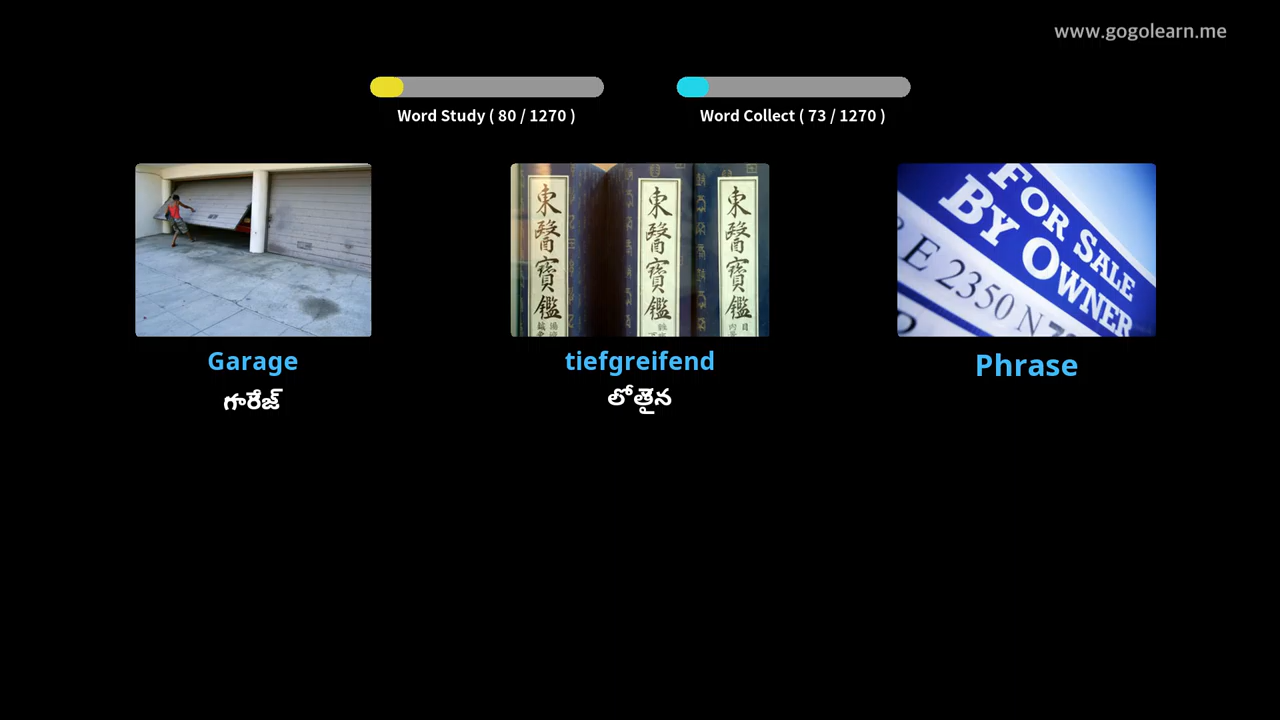 www.gogolearn.me
Word Study ( 80 / 1270 )
Word Collect ( 73 / 1270 )
東醫寶鑑
東醫寶鑑
東醫寶鑑
FOR SALE
BY OWNER
E 2350 N
Garage
tiefgreifend
Phrase
గారేజ్
లోతైన